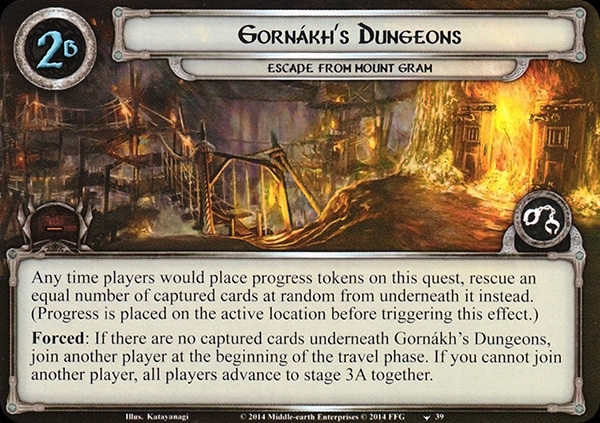 2B
GORNÁKH'S DUNGEONS
ESCAPE FROM MOUNT GRAM
Any time players would place progress tokens on this quest, rescue an
equal number of captured cards at random from underneath it instead.
(Progress is placed on the active location before triggering this effect.)
Forced: If there are no captured cards underneath Gornákh's Dungeons,
join another player at the beginning of the travel phase. If you cannot join
another player, all players advance to stage 3A together.
Illus. Katayanagi © 2014 Middle-earth Enterprises © 2014 FFG 39